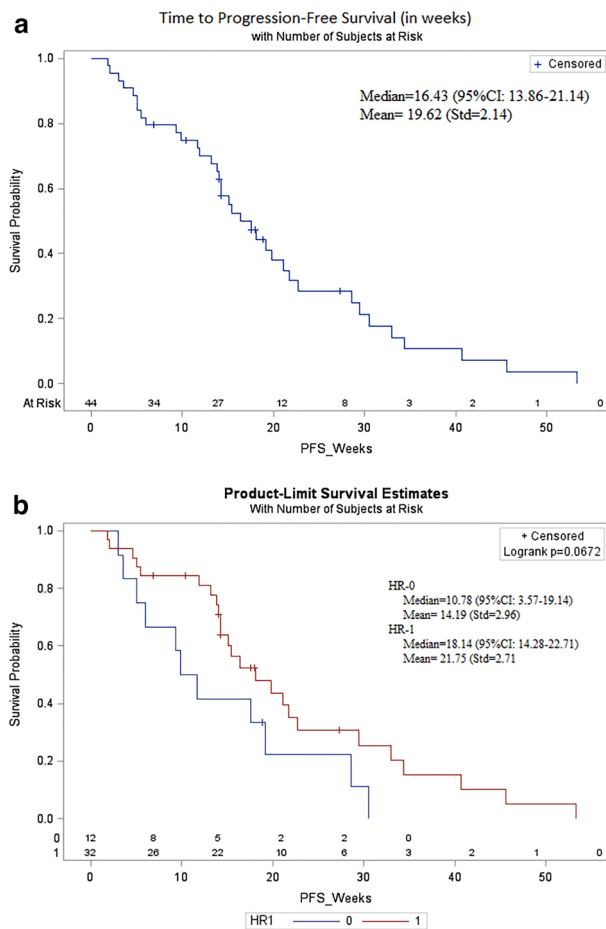 a
Time to Progression-Free Survival (in weeks)
with Number of Subjects at Risk
+ Censored
Median=16.43 (95%CI: 13.86-21.14)
Mean= 19.62 (Std=2.14)
Survival Probability
1.0
0.8
0.6
0.4
0.2
0.0
At Risk 44 34 27 12 8 3 2 1 0
0 10 20 30 40 50
PFS_Weeks
b
Product-Limit Survival Estimates
With Number of Subjects at Risk
+ Censored
Logrank p=0.0672
HR-0
Median=10.78 (95%CI: 3.57-19.14)
Mean= 14.19 (Std=2.96)
HR-1
Median=18.14 (95%CI: 14.28-22.71)
Mean= 21.75 (Std=2.71
Survival Probability
1.0
0.8
0.6
0.4
0.2
0.0
0 12 8 5 2 2 0
1 32 26 22 10 6 3 2 1 0
0 10 20 30 40 50
PFS_Weeks
HR1 0 1